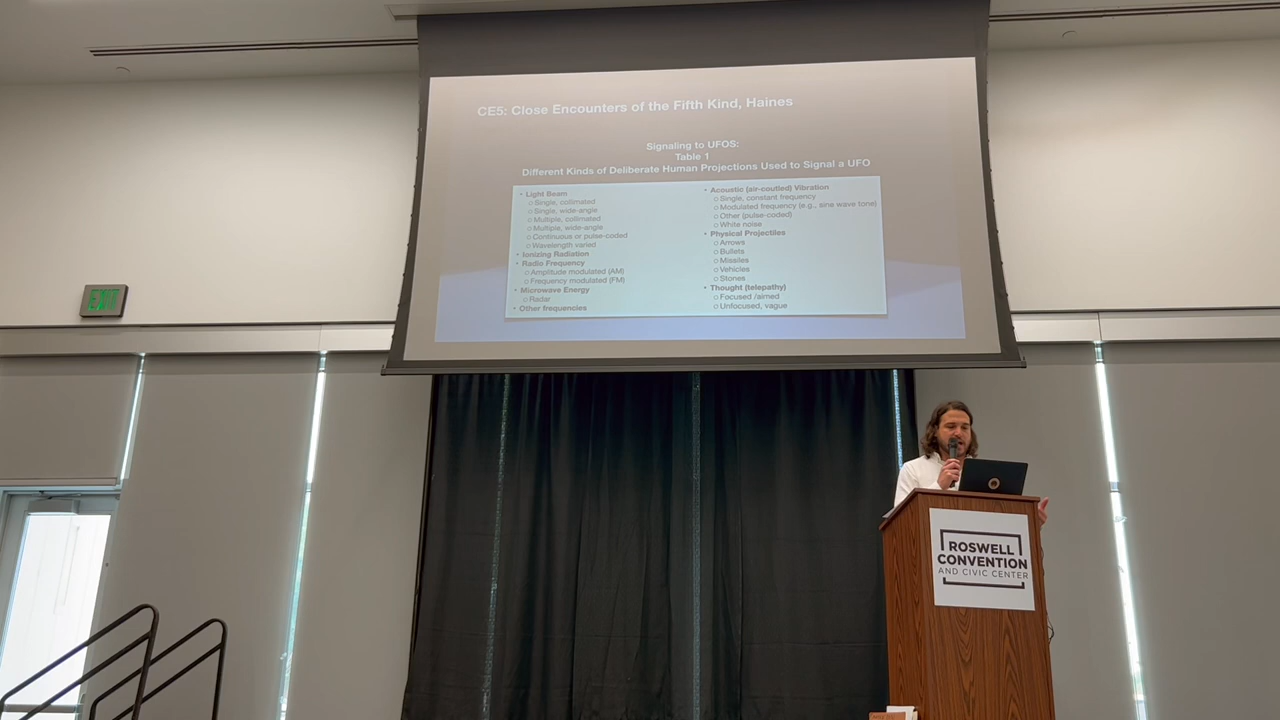 CE5: Close Encounters of the Fifth Kind, Haines
Signaling to UFOS:
Table 1
Different Kinds of Deliberate Human Projections Used to Signal a UFO
• Light Beam
o Single, collimated
o Single, wide-angle
o Multiple, collimated
o Multiple, wide-angle
o Continuous or pulse-coded
o Wavelength varied
• Ionizing Radiation
• Radio Frequency
o Amplitude modulated (AM)
o Frequency modulated (FM)
• Microwave Energy
o Radar
• Other frequencies
• Acoustic (air-coutled) Vibration
o Single, constant frequency
o Modulated frequency (e.g., sine wave tone)
o Other (pulse-coded)
o White noise
• Physical Projectiles
o Arrows
o Bullets
o Missiles
o Vehicles
o Stones
• Thought (telepathy)
o Focused /aimed
o Unfocused, vague
EXIT
ROSWELL
CONVENTION
AND CIVIC CENTER